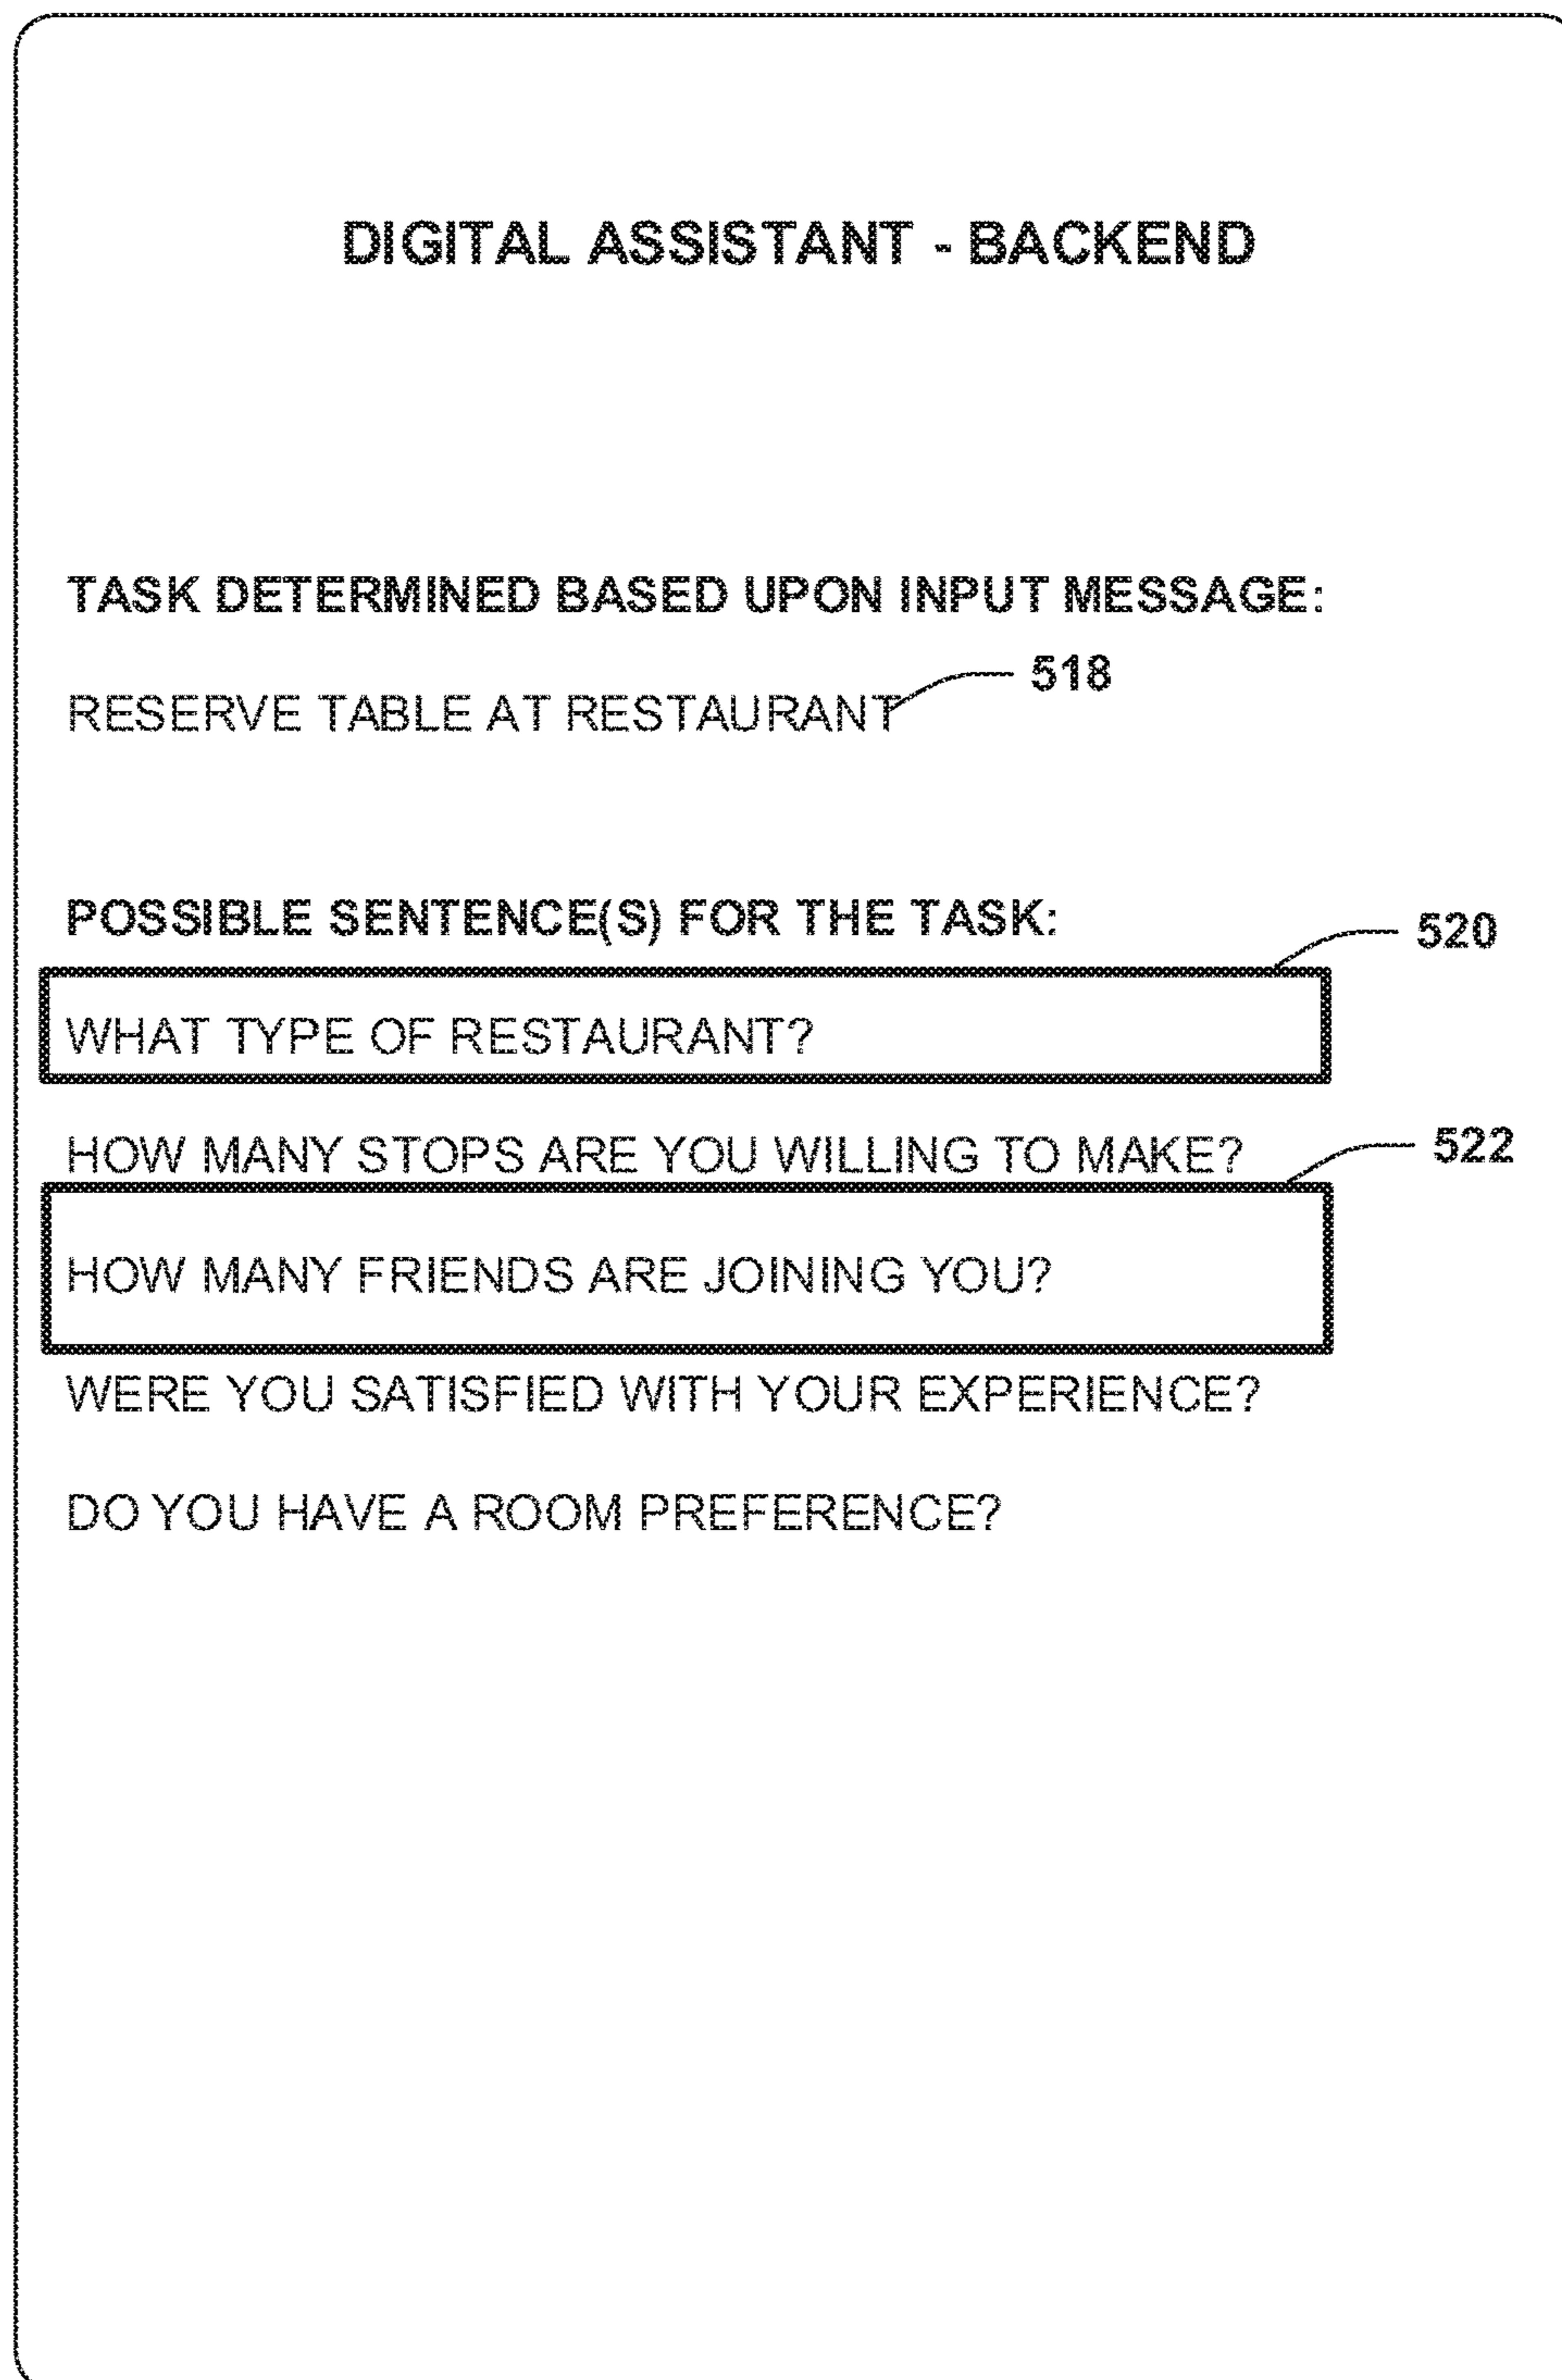 DIGITAL ASSISTANT - BACKEND
TASK DETERMINED BASED UPON INPUT MESSAGE:
518
RESERVE TABLE AT RESTAURANT
POSSIBLE SENTENCE(S) FOR THE TASK:
520
WHAT TYPE OF RESTAURANT?
HOW MANY STOPS ARE YOU WILLING TO MAKE?
522
HOW MANY FRIENDS ARE JOINING YOU?
WERE YOU SATISFIED WITH YOUR EXPERIENCE?
DO YOU HAVE A ROOM PREFERENCE?